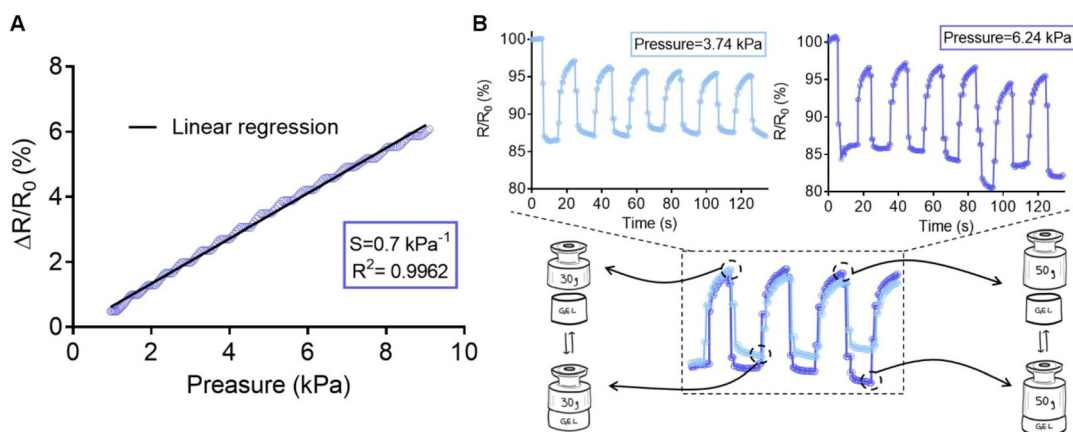 A
ΔR/R₀ (%)
8
6
4
2
0
0 2 4 6 8 10
Preasure (kPa)
Linear regression
S=0.7 kPa⁻¹
R²= 0.9962
B
R/R₀ (%)
100
95
90
85
80
0 20 40 60 80 100 120
Time (s)
Pressure=3.74 kPa
R/R₀ (%)
100
95
90
85
80
0 20 40 60 80 100 120
Time (s)
Pressure=6.24 kPa
30g
GEL
30g
GEL
50g
GEL
50g
GEL